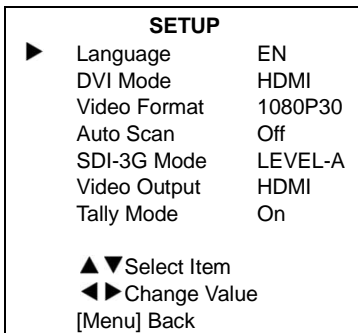 SETUP
▶ Language EN
DVI Mode HDMI
Video Format 1080P30
Auto Scan Off
SDI-3G Mode LEVEL-A
Video Output HDMI
Tally Mode On
▲▼Select Item
◀▶Change Value
[Menu] Back